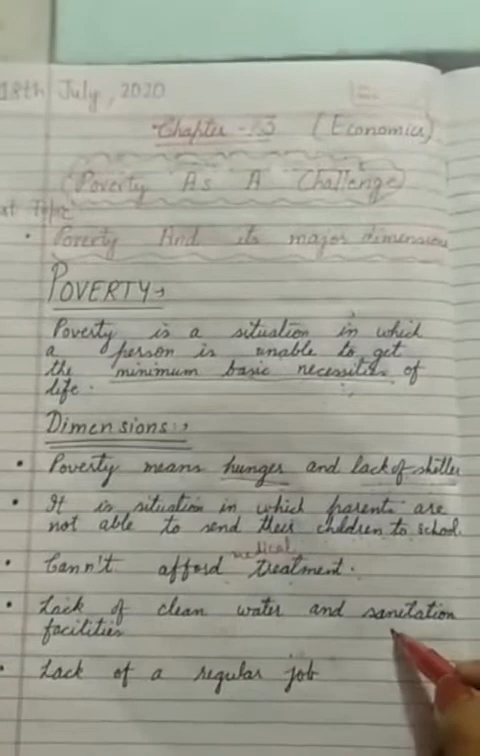 18th July, 2020
Chapter - 3 (Economics)
(Poverty As A Challenge)
Poverty And its major dimension
POVERTY
Poverty is a situation in which
a person is unable to get
the minimum basic necessities of
life.
Dimensions
Poverty means hunger and lack of shelter
It is situation in which parents are
not able to send their children to school.
medical
Cann't afford treatment.
Lack of clean water and sanitation
facilities
Lack of a regular job